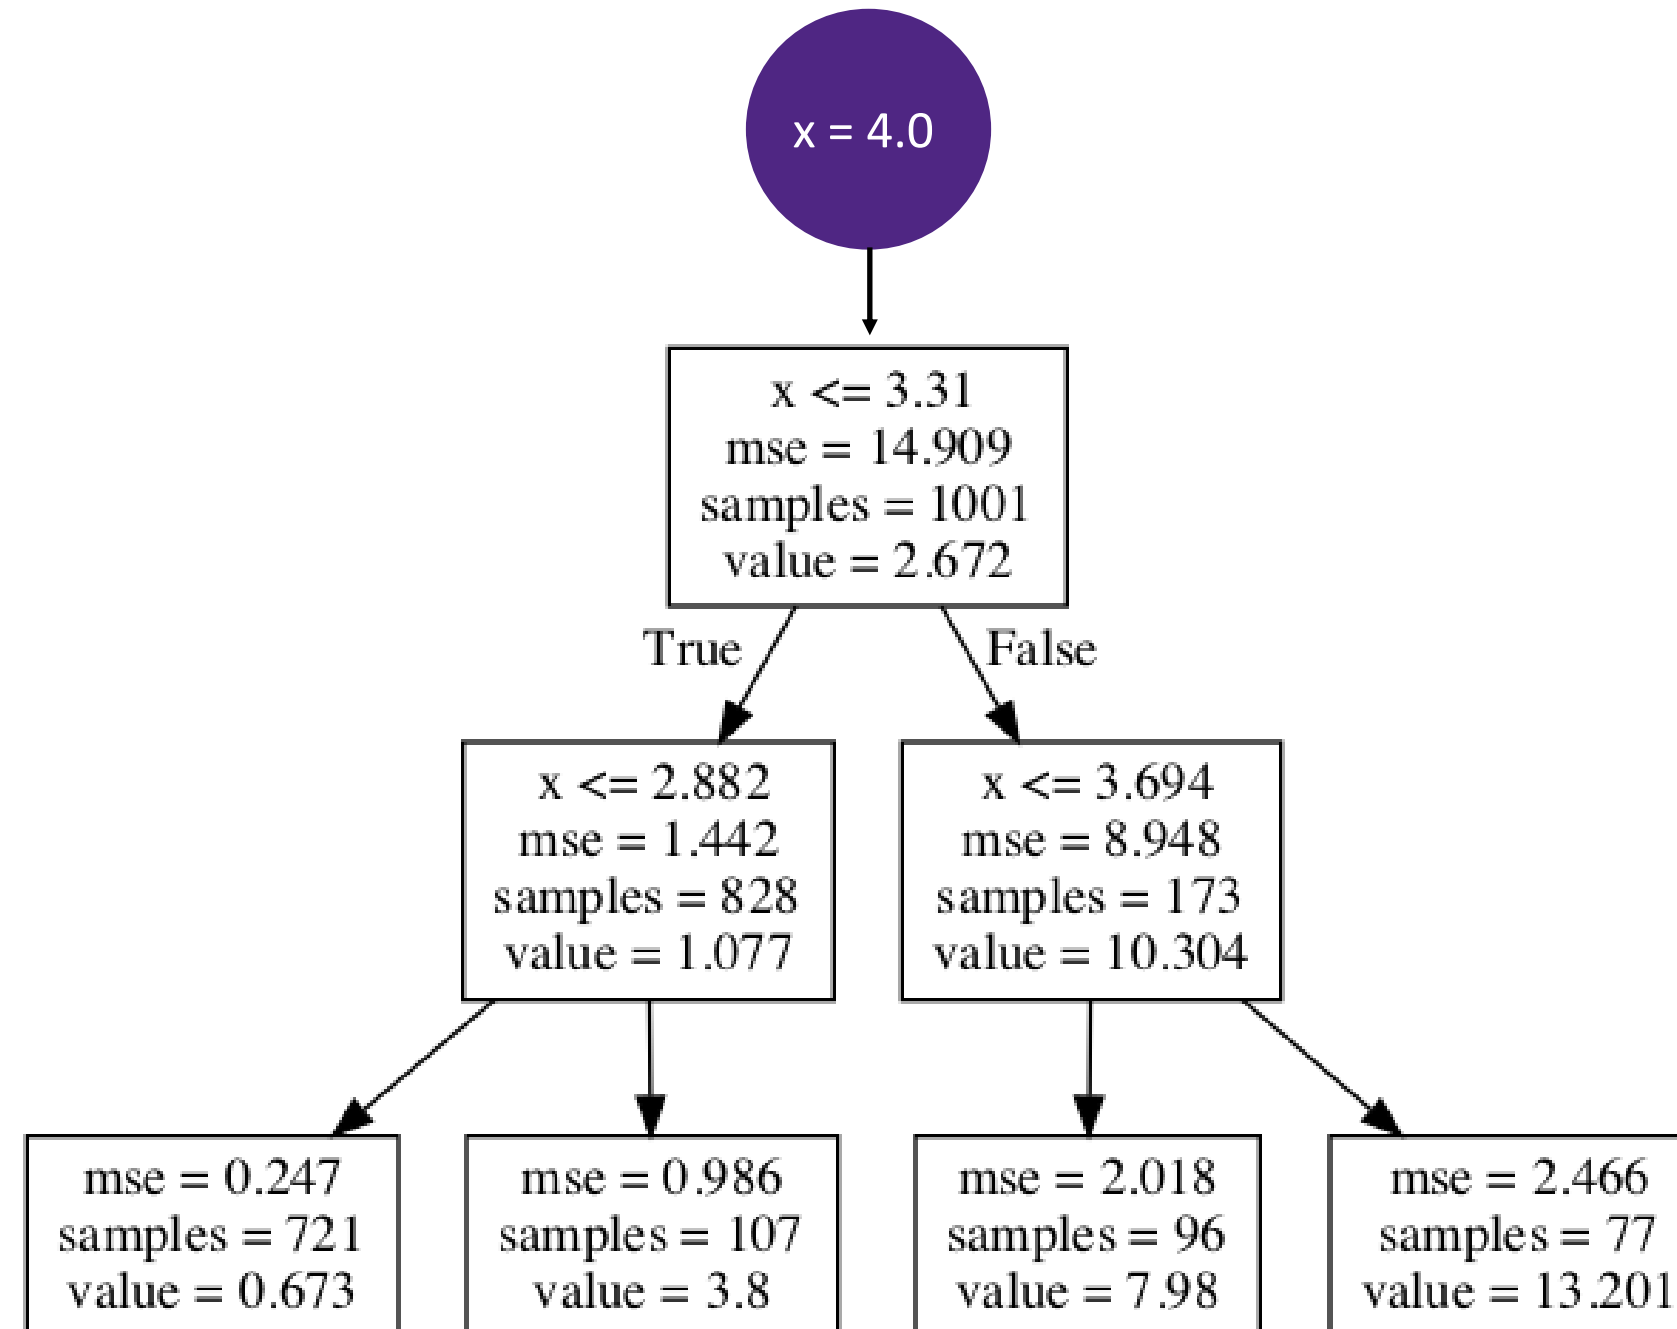 x = 4.0
x <= 3.31
mse = 14.909
samples = 1001
value = 2.672
True
False
x <= 2.882
mse = 1.442
samples = 828
value = 1.077
x <= 3.694
mse = 8.948
samples = 173
value = 10.304
mse = 0.247
samples = 721
value = 0.673
mse = 0.986
samples = 107
value = 3.8
mse = 2.018
samples = 96
value = 7.98
mse = 2.466
samples = 77
value = 13.201